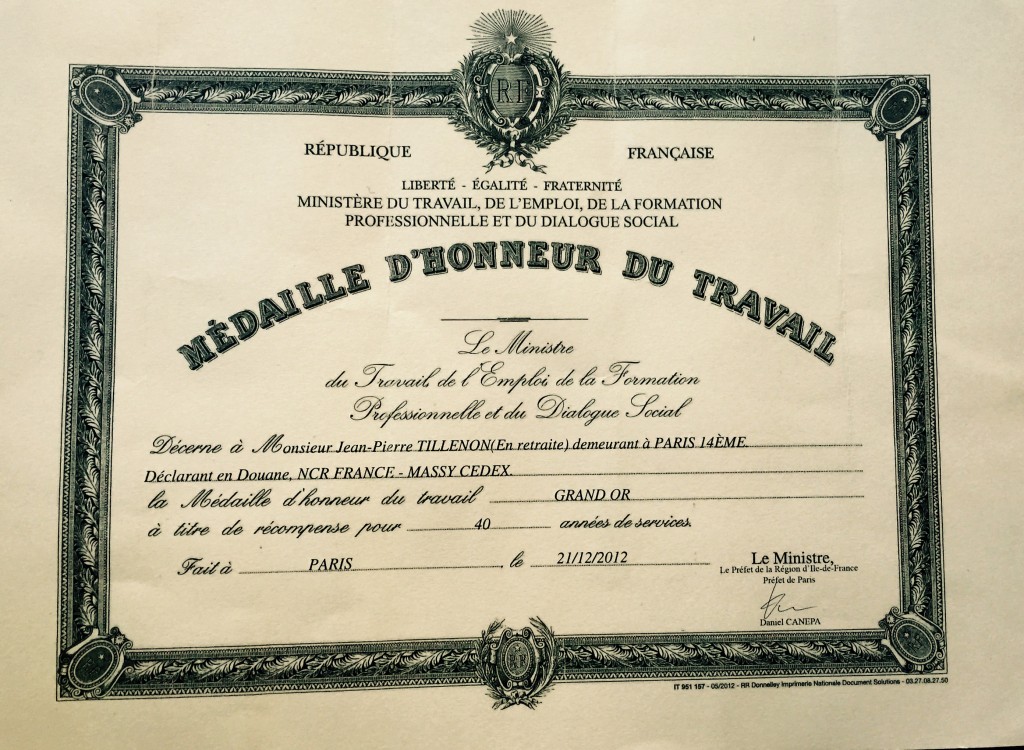 RF
RÉPUBLIQUE FRANÇAISE
LIBERTÉ - ÉGALITÉ - FRATERNITÉ
MINISTÈRE DU TRAVAIL, DE L'EMPLOI, DE LA FORMATION
PROFESSIONNELLE ET DU DIALOGUE SOCIAL
MÉDAILLE D'HONNEUR DU TRAVAIL
Le Ministre
du Travail de l'Emploi de la Formation
Professionnelle et du Dialogue Social
Décerne à Monsieur Jean-Pierre TILLENON(En retraite) demeurant à PARIS 14ÈME.
Déclarant en Douane, NCR FRANCE - MASSY CEDEX.
la Médaille d'honneur du travail GRAND OR
à titre de récompense pour 40 années de services.
Fait à PARIS, le 21/12/2012
Le Ministre,
Le Préfet de la Région d'Ile-de-France
Préfet de Paris
Daniel CANEPA
RF
IT 951 157 - 05/2012 - RR Donnelley Imprimerie Nationale Document Solutions - 03.27.08.27.50